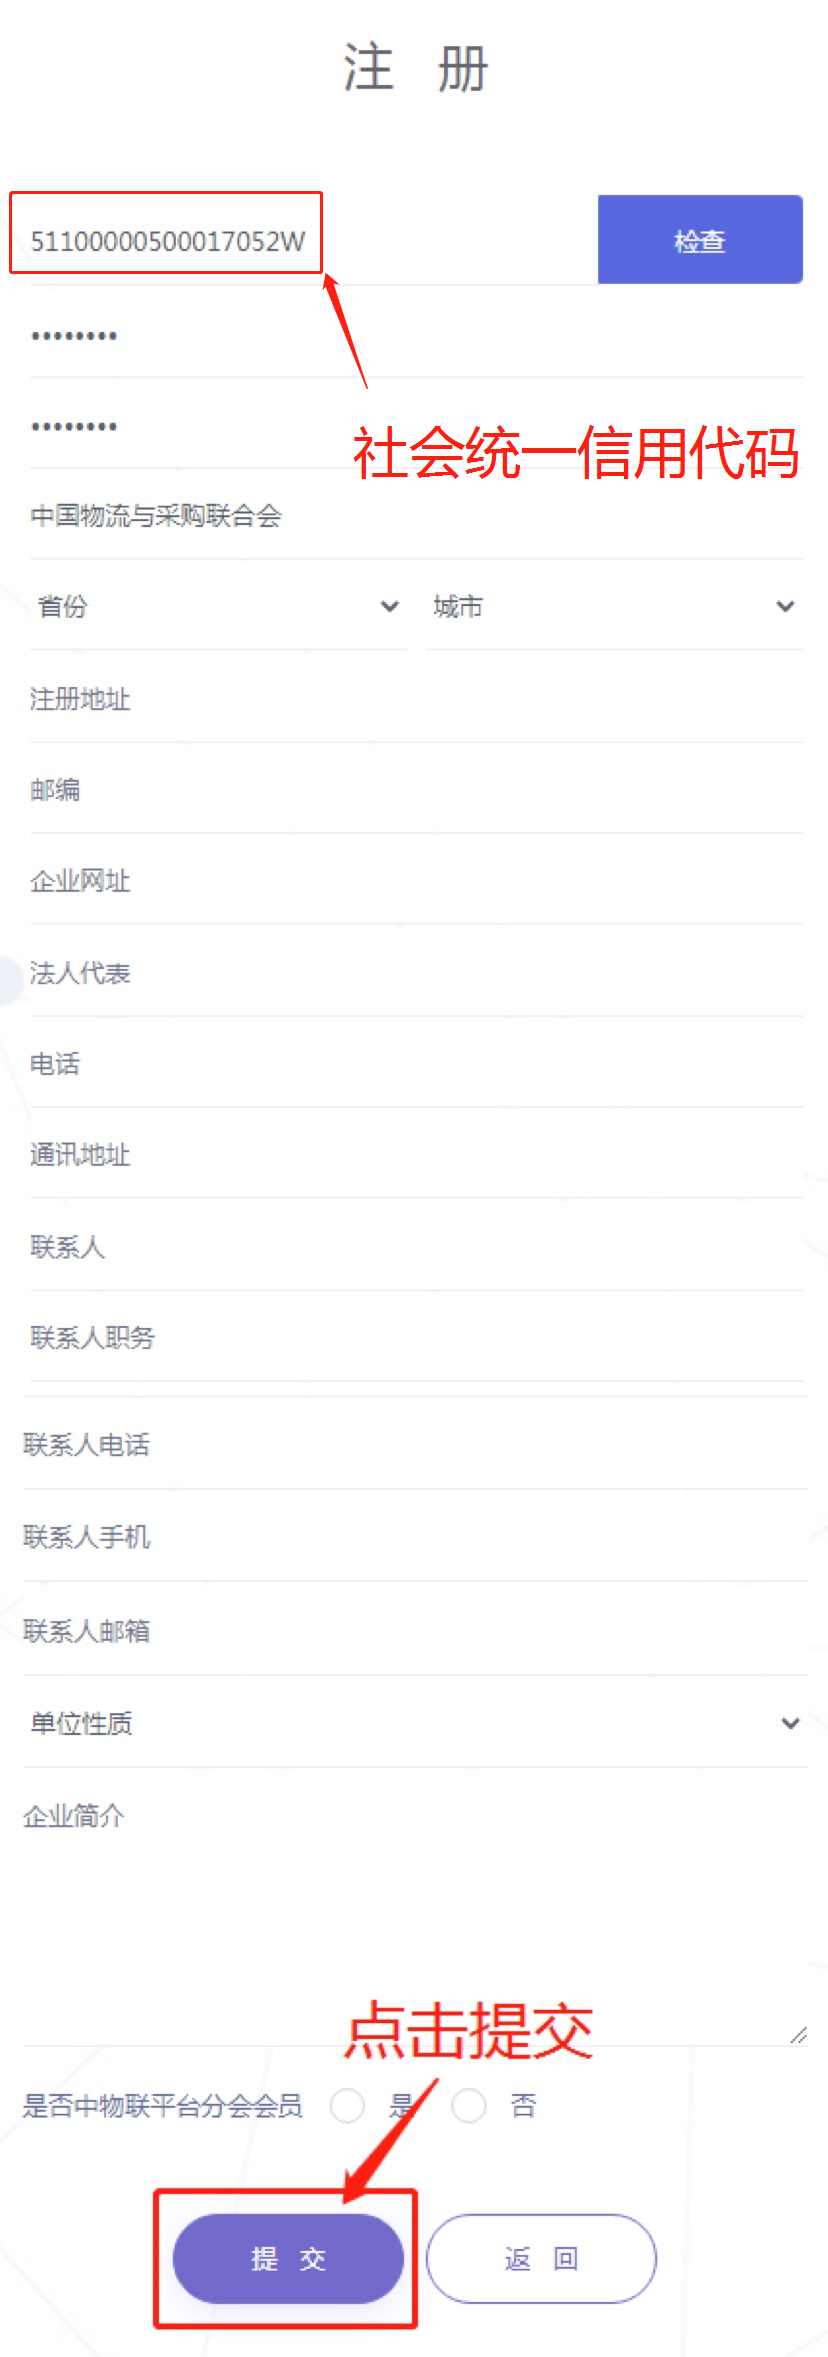 注 册
51100000500017052W
检查
••••••••
••••••••
社会统一信用代码
中国物流与采购联合会
省份 城市
注册地址
邮编
企业网址
法人代表
电话
通讯地址
联系人
联系人职务
联系人电话
联系人手机
联系人邮箱
单位性质
企业简介
点击提交
是否中物联平台分会会员 是 否
提 交 返 回